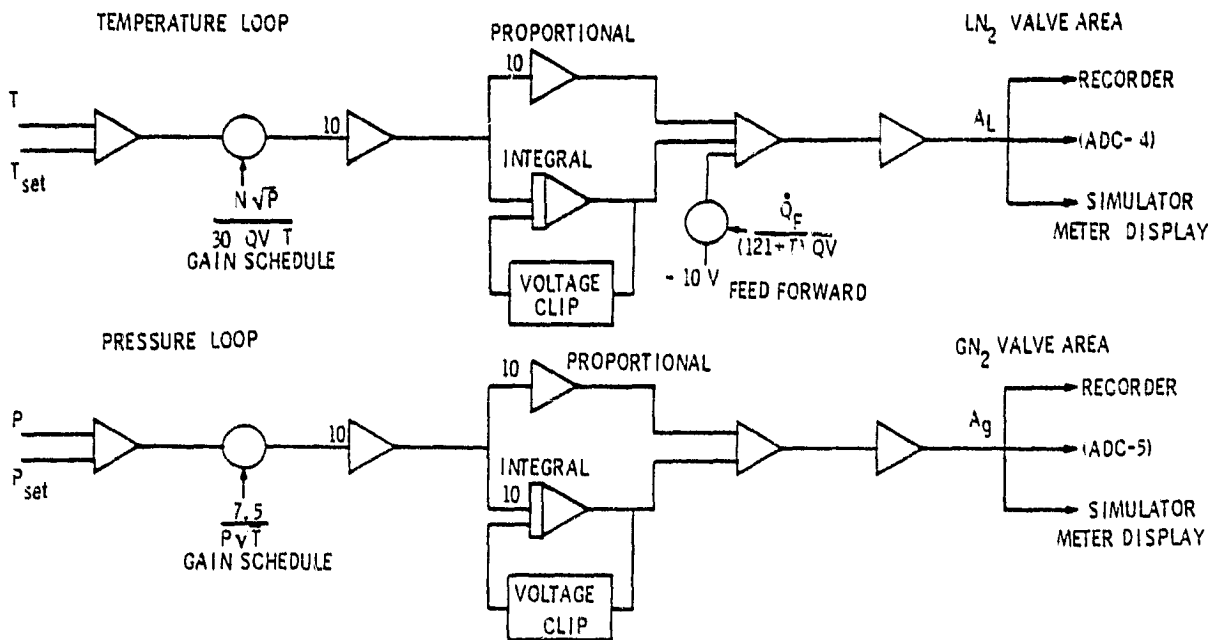 TEMPERATURE LOOP
PROPORTIONAL
LN2 VALVE AREA
T
Tset
10
10
N √P
30 QV T
GAIN SCHEDULE
INTEGRAL
VOLTAGE
CLIP
Q̇F
(121+T) QV
- 10 V
FEED FORWARD
AL
RECORDER
(ADC-4)
SIMULATOR
METER DISPLAY
PRESSURE LOOP
PROPORTIONAL
GN2 VALVE AREA
P
Pset
10
10
7.5
P√T
GAIN SCHEDULE
INTEGRAL
10
VOLTAGE
CLIP
Ag
RECORDER
(ADC-5)
SIMULATOR
METER DISPLAY